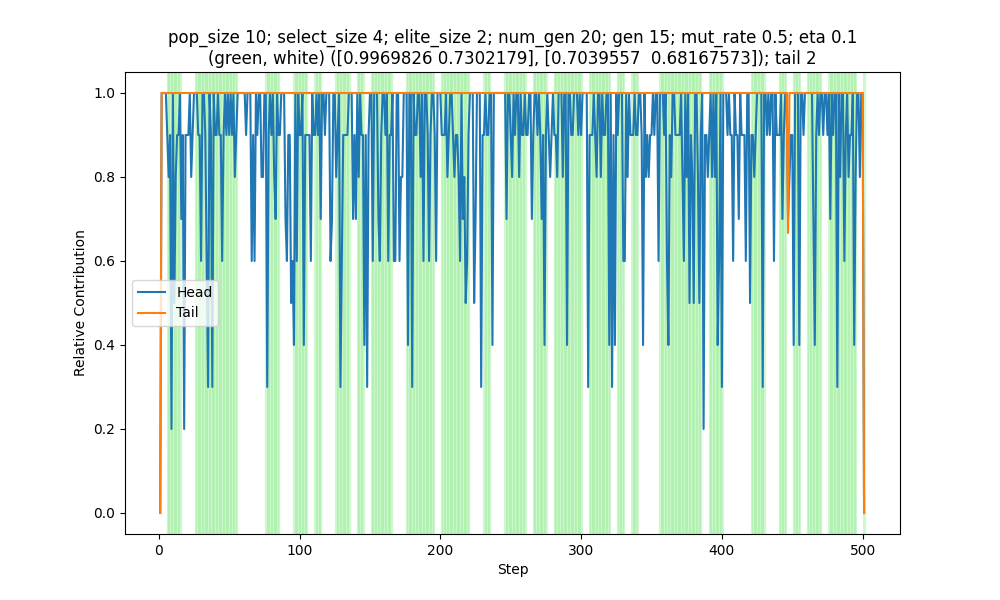 pop_size 10; select_size 4; elite_size 2; num_gen 20; gen 15; mut_rate 0.5; eta 0.1
(green, white) ([0.9969826 0.7302179], [0.7039557  0.68167573]); tail 2
1.0
0.8
0.6
0.4
0.2
0.0
Relative Contribution
Head
Tail
0
100
200
300
400
500
Step